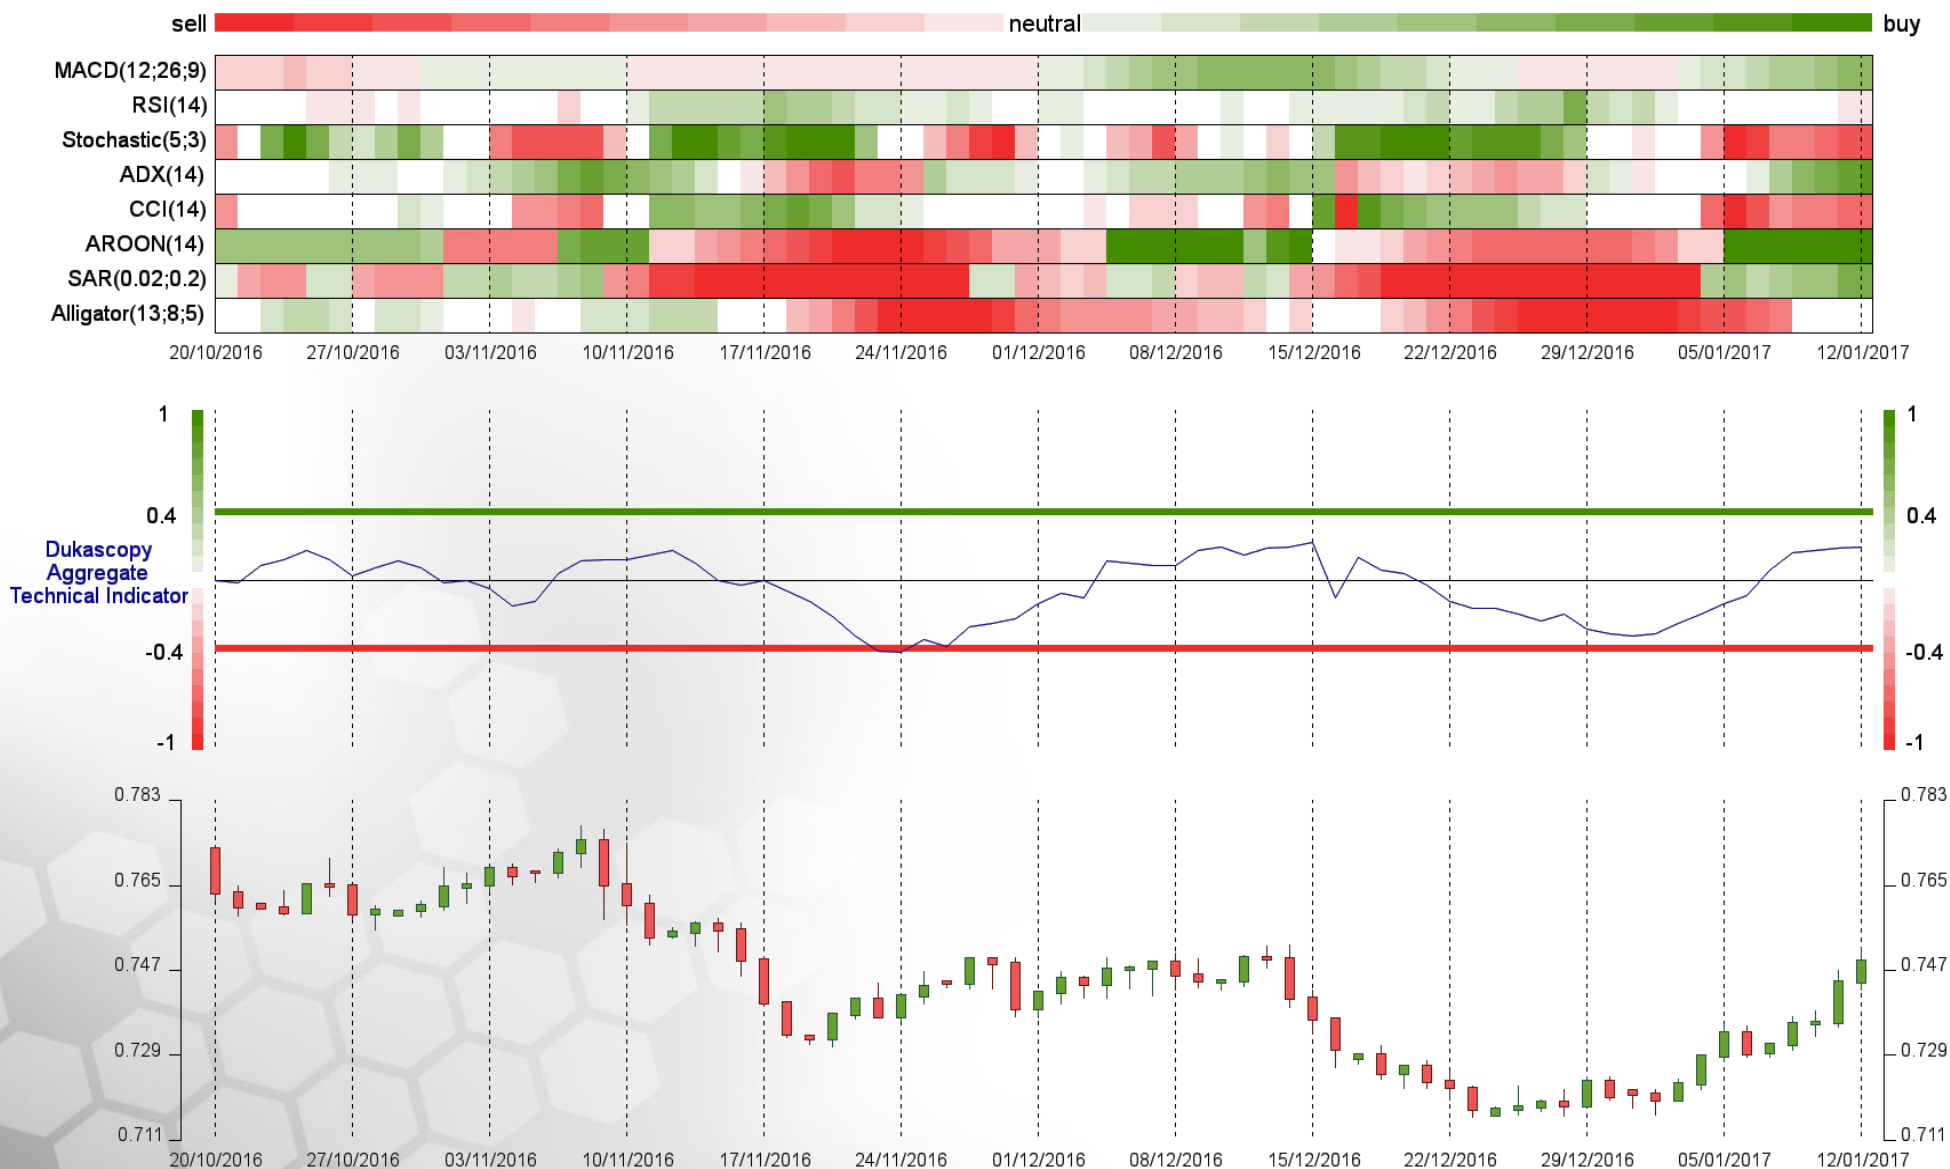 sell neutral buy
MACD(12;26;9)
RSI(14)
Stochastic(5;3)
ADX(14)
CCI(14)
AROON(14)
SAR(0.02;0.2)
Alligator(13;8;5)
20/10/2016 27/10/2016 03/11/2016 10/11/2016 17/11/2016 24/11/2016 01/12/2016 08/12/2016 15/12/2016 22/12/2016 29/12/2016 05/01/2017 12/01/2017
1 1
0.4 0.4
Dukascopy
Aggregate
Technical Indicator
-0.4 -0.4
-1 -1
0.783 0.783
0.765 0.765
0.747 0.747
0.729 0.729
0.711 0.711
20/10/2016 27/10/2016 03/11/2016 10/11/2016 17/11/2016 24/11/2016 01/12/2016 08/12/2016 15/12/2016 22/12/2016 29/12/2016 05/01/2017 12/01/2017